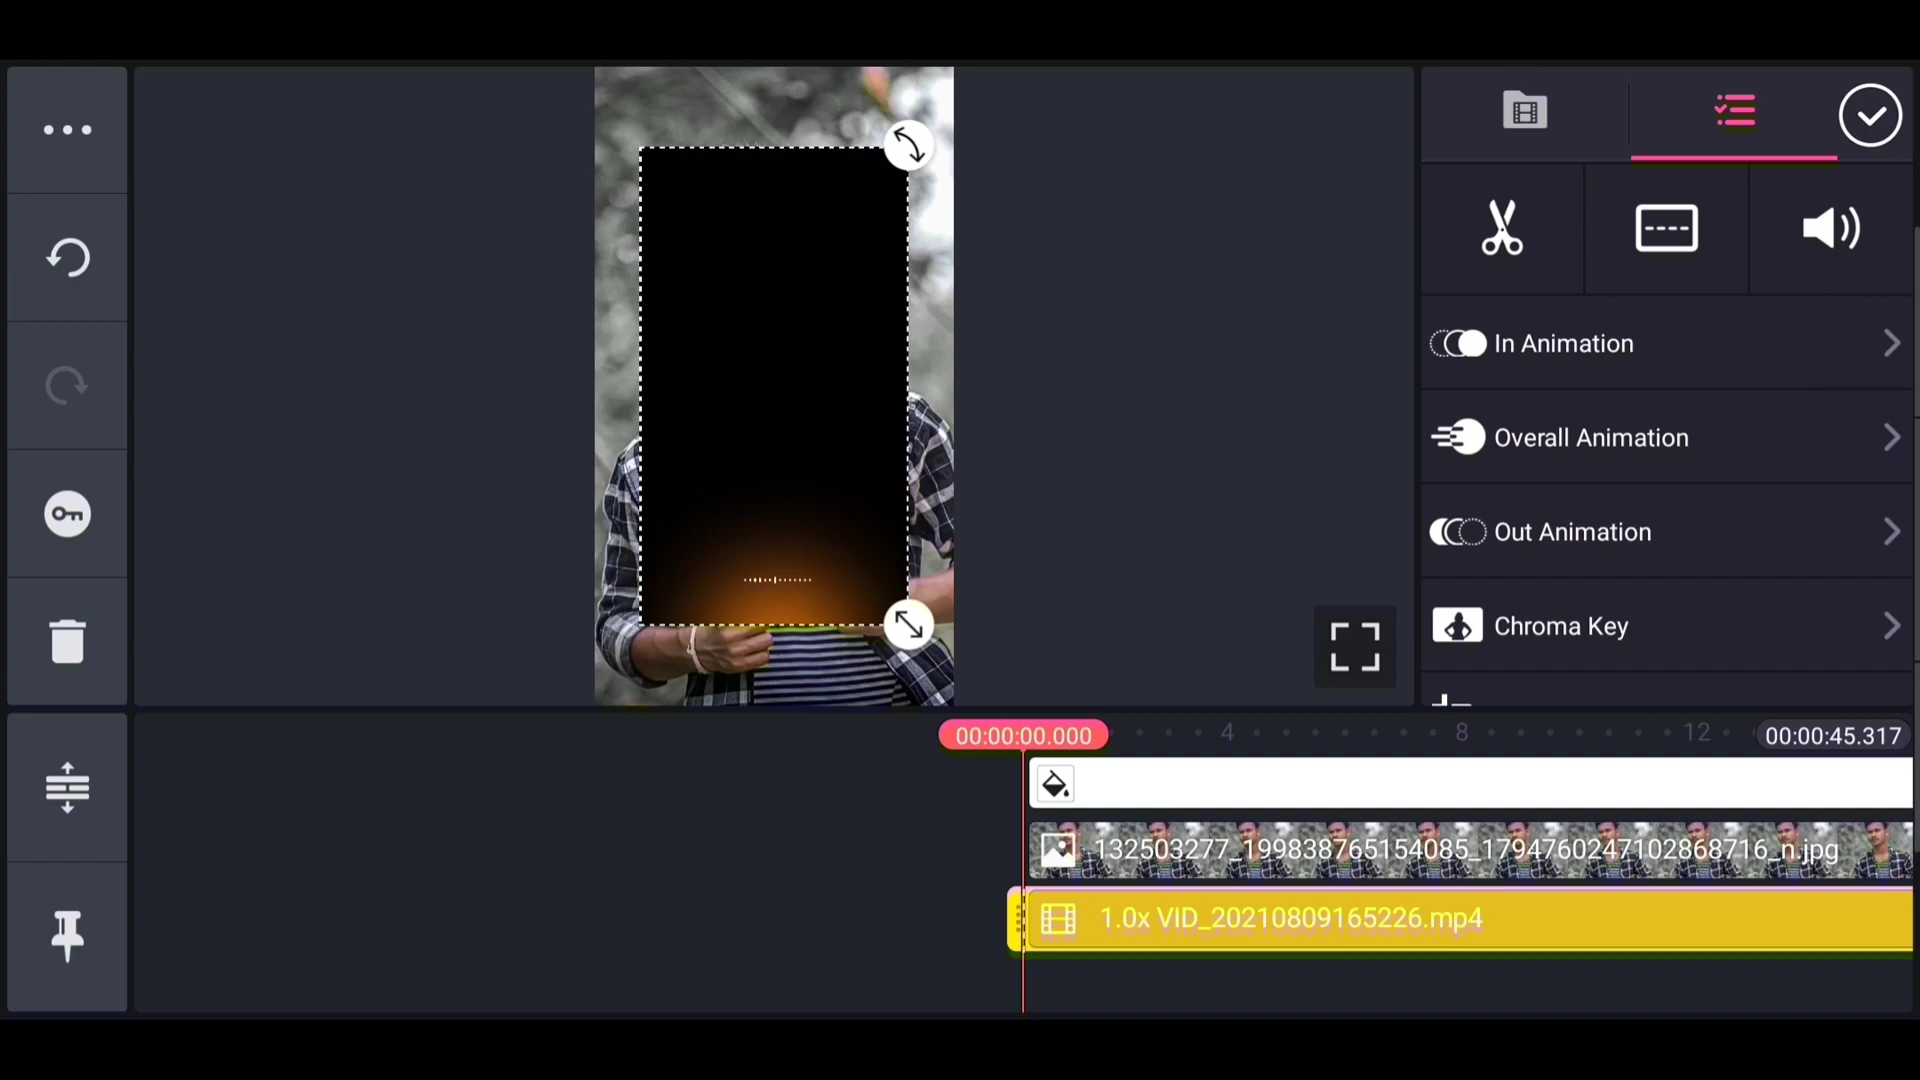 In Animation
Overall Animation
Out Animation
Chroma Key
00:00:00.000
4
8
12
00:00:45.317
132503277_199838765154085_1794760247102868716_n.jpg
1.0x VID_20210809165226.mp4